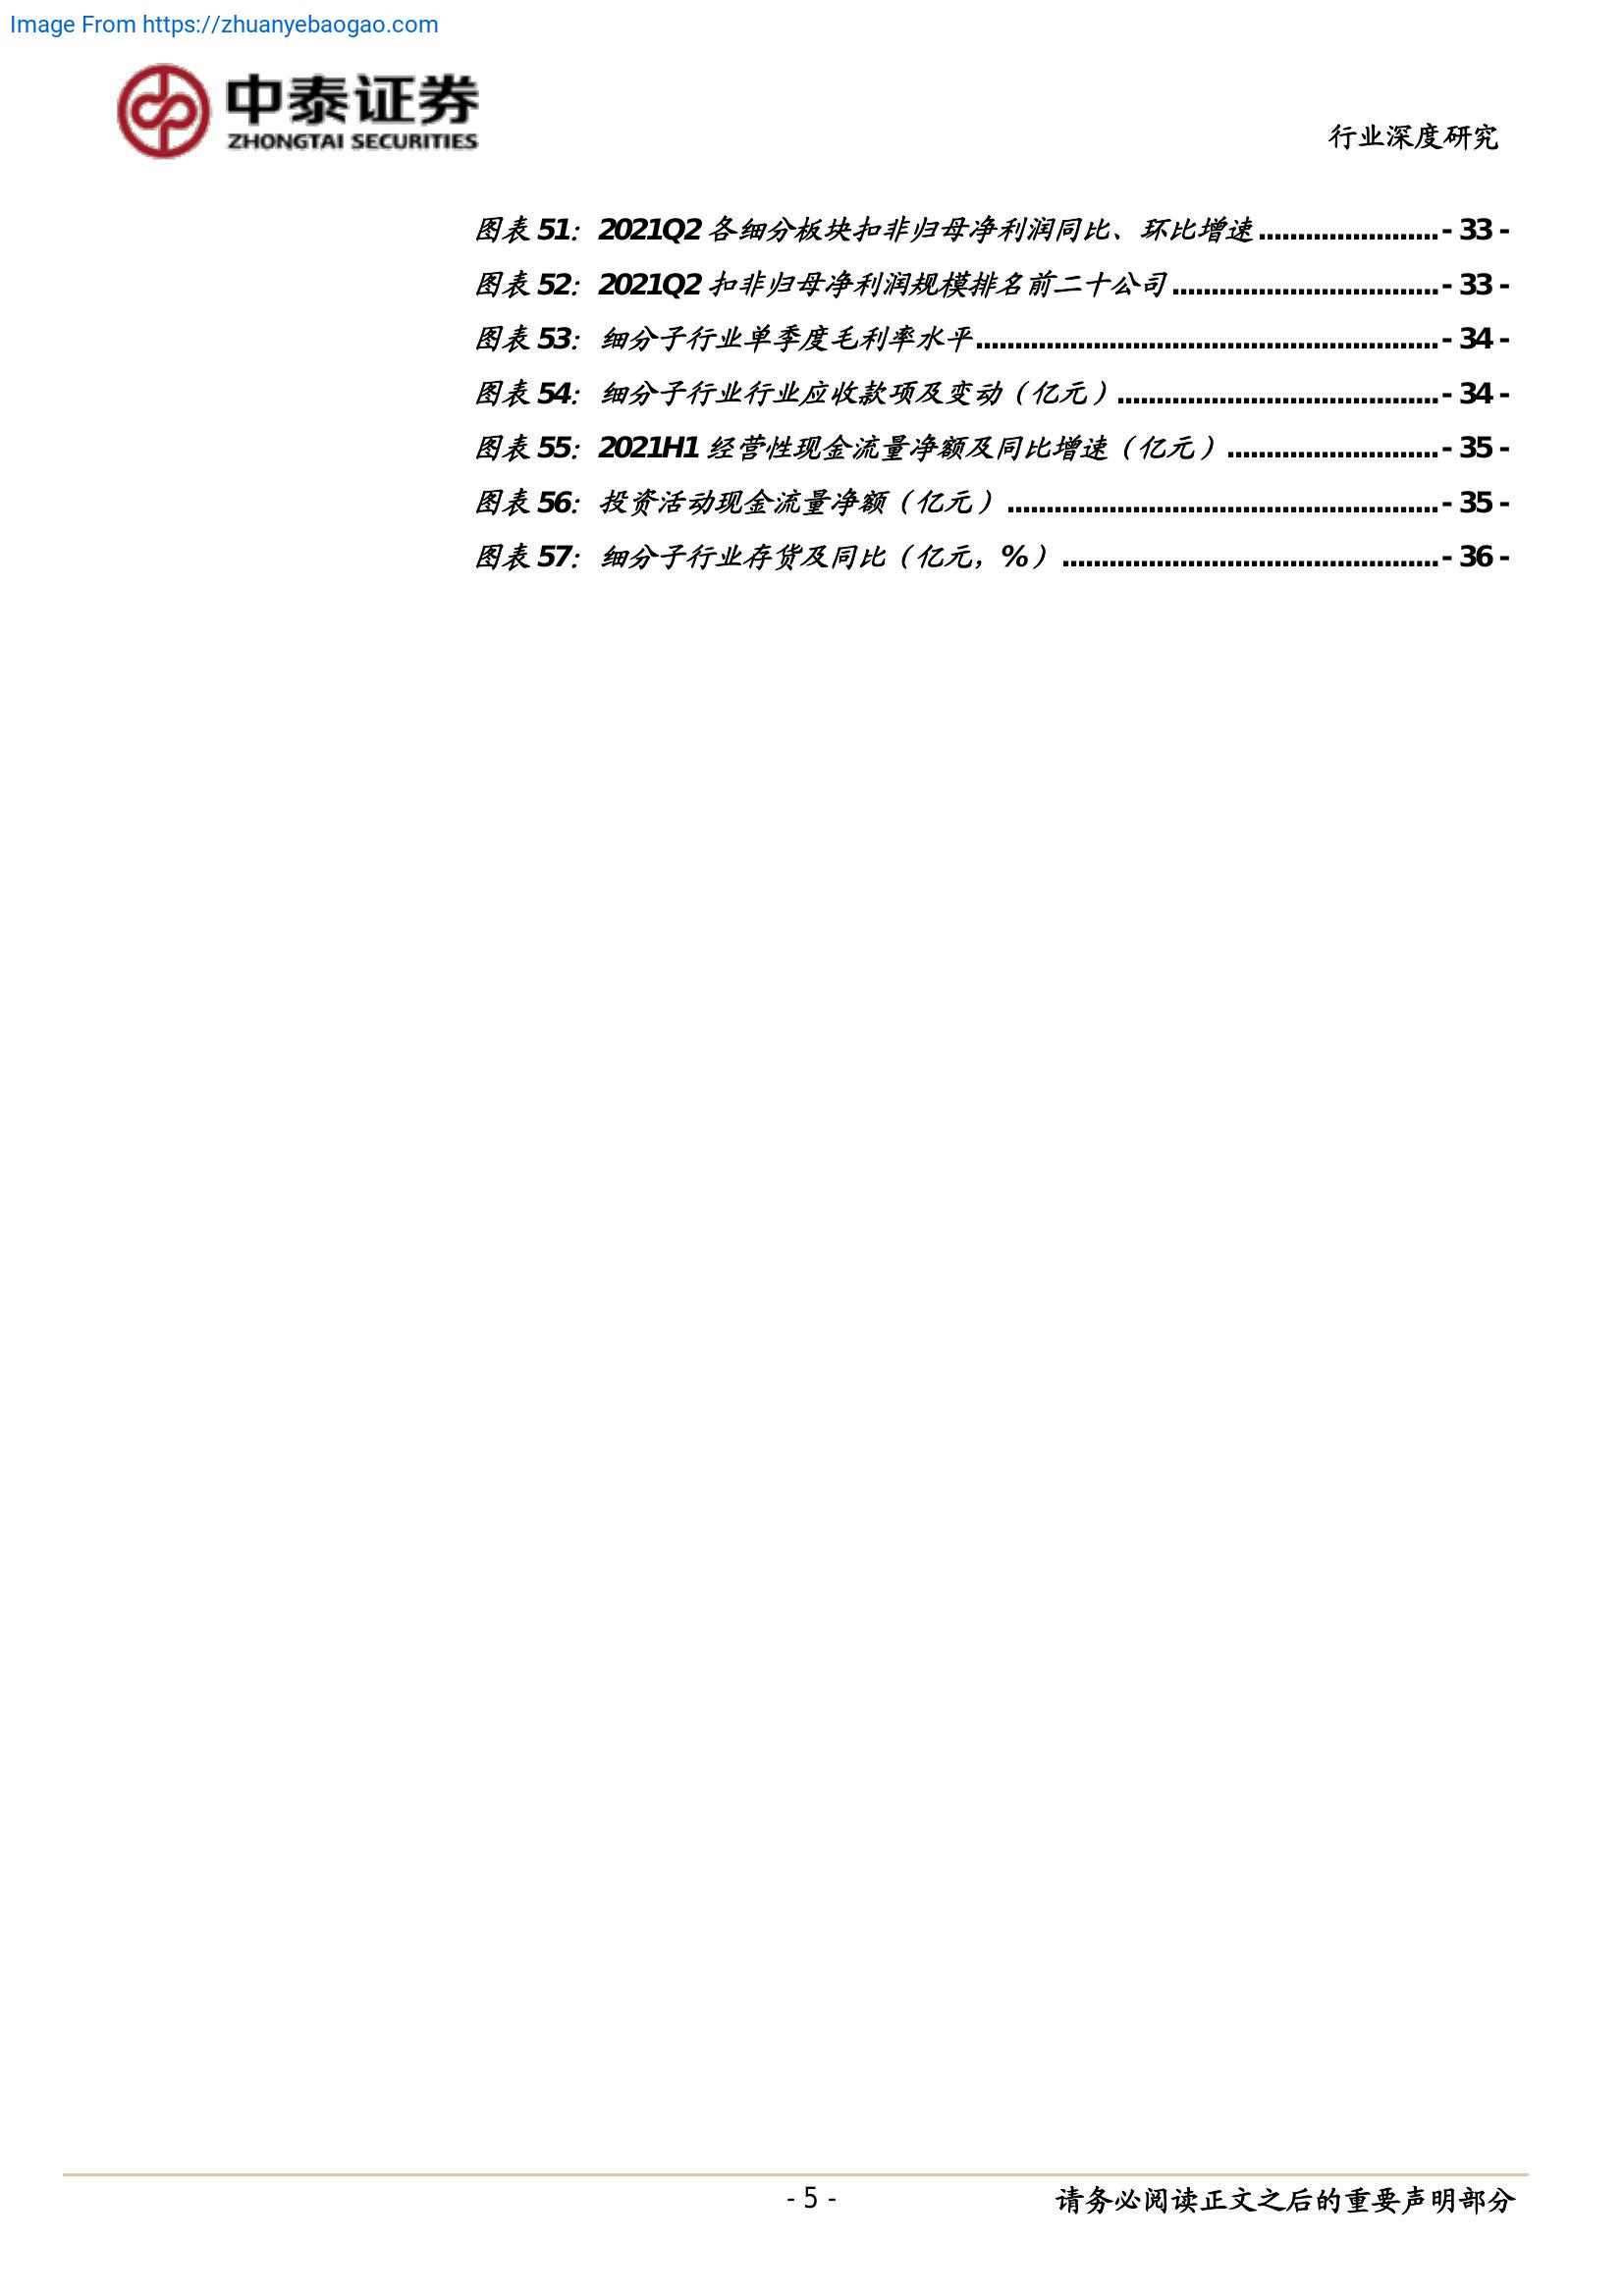 Image From https://zhuanyebaogao.com
中泰证券
ZHONGTAI SECURITIES
行业深度研究
图表 51：2021Q2 各细分板块扣非归母净利润同比、环比增速.......................- 33 -
图表 52：2021Q2 扣非归母净利润规模排名前二十公司..................................- 33 -
图表 53：细分子行业单季度毛利率水平...........................................................- 34 -
图表 54：细分子行业行业应收款项及变动（亿元）.........................................- 34 -
图表 55：2021H1 经营性现金流量净额及同比增速（亿元）...........................- 35 -
图表 56：投资活动现金流量净额（亿元）.......................................................- 35 -
图表 57：细分子行业存货及同比（亿元，%）................................................- 36 -
- 5 -
请务必阅读正文之后的重要声明部分